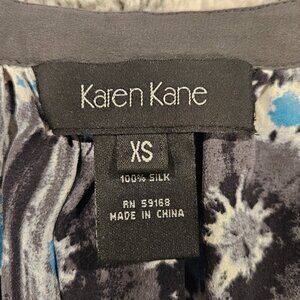 Karen Kane
XS
100% SILK
RN 59168
MADE IN CHINA